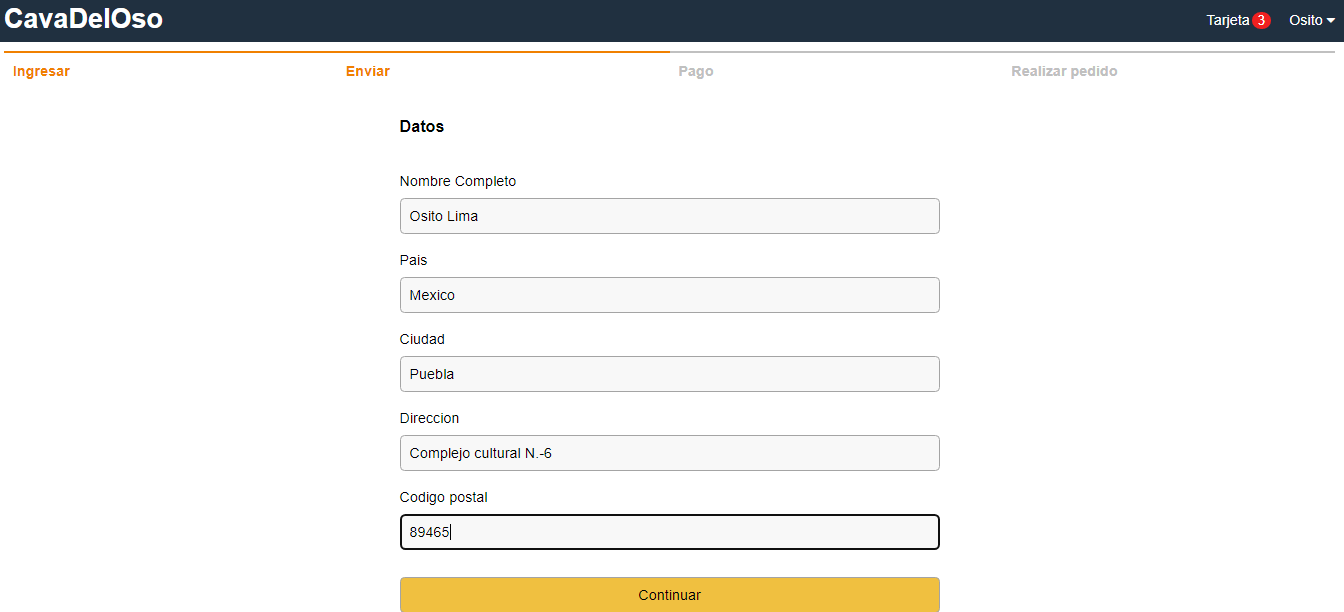 CavaDelOso Tarjeta 3 Osito
Ingresar Enviar Pago Realizar pedido
Datos
Nombre Completo
Osito Lima
Pais
Mexico
Ciudad
Puebla
Direccion
Complejo cultural N.-6
Codigo postal
89465
Continuar